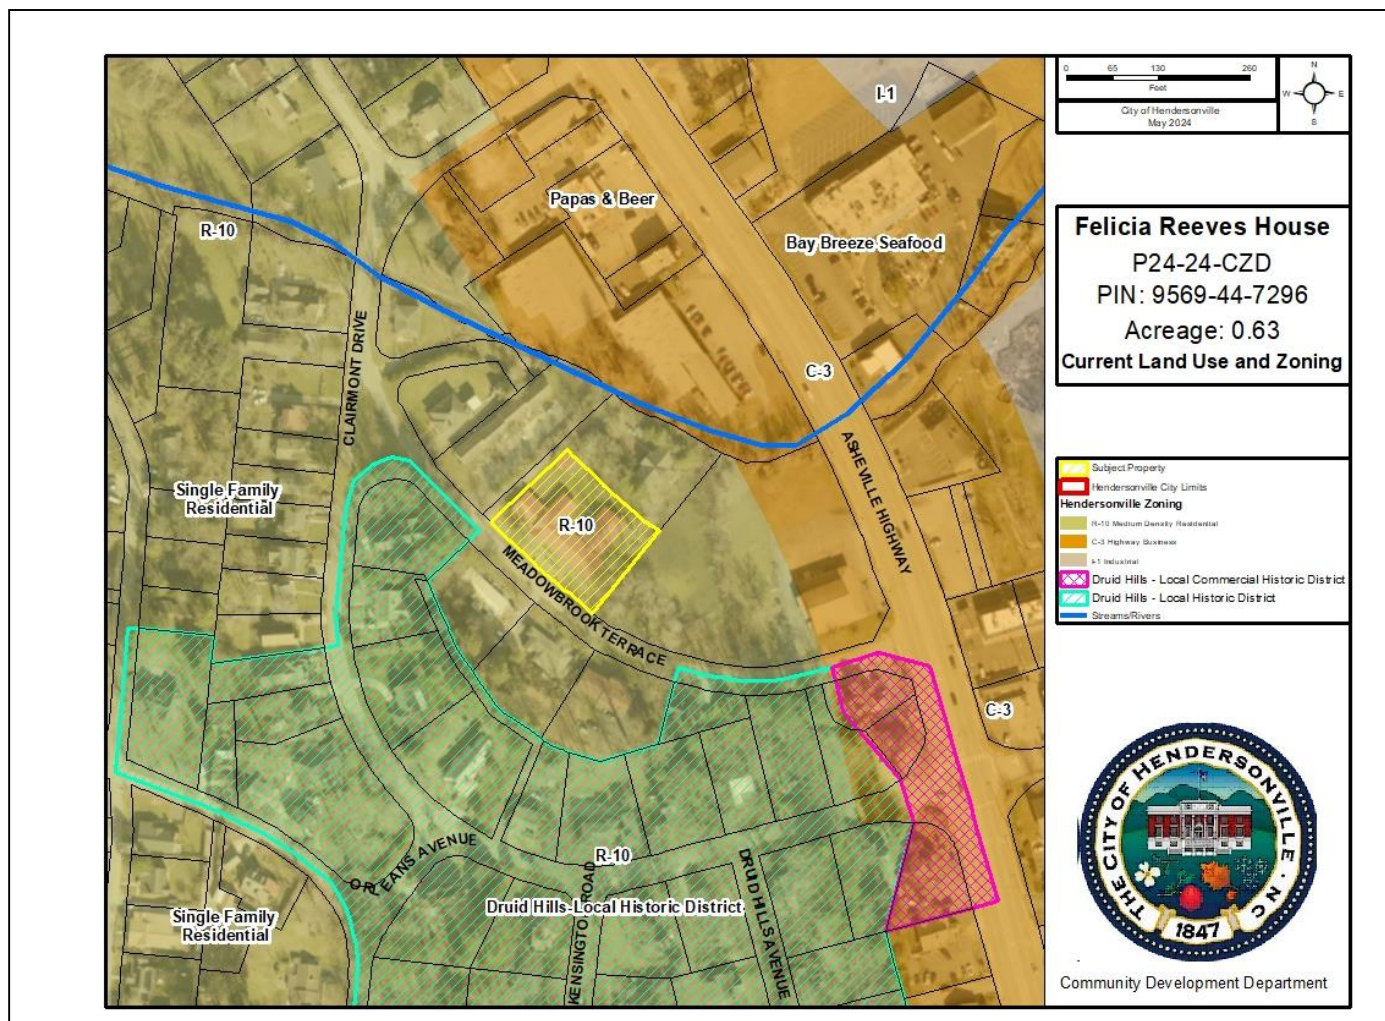 I-1
Papas & Beer
R-10
Bay Breeze Seafood
CLAIRMONT DRIVE
C-3
ASHEVILLE HIGHWAY
Single Family
Residential
R-10
MEADOWBROOK TERRACE
C-3
ORLEANS AVENUE
R-10
KENSINGTON ROAD
DRUID HILLS AVENUE
Druid Hills-Local Historic District
Single Family
Residential
0 65 130 260
Feet
City of Hendersonville
May 2024
N
W E
S
Felicia Reeves House
P24-24-CZD
PIN: 9569-44-7296
Acreage: 0.63
Current Land Use and Zoning
Subject Property
Hendersonville City Limits
Hendersonville Zoning
R-10 Medium Density Residential
C-3 Highway Business
I-1 Industrial
Druid Hills - Local Commercial Historic District
Druid Hills - Local Historic District
Streams/Rivers
THE CITY OF HENDERSONVILLE · NC
1847
Community Development Department